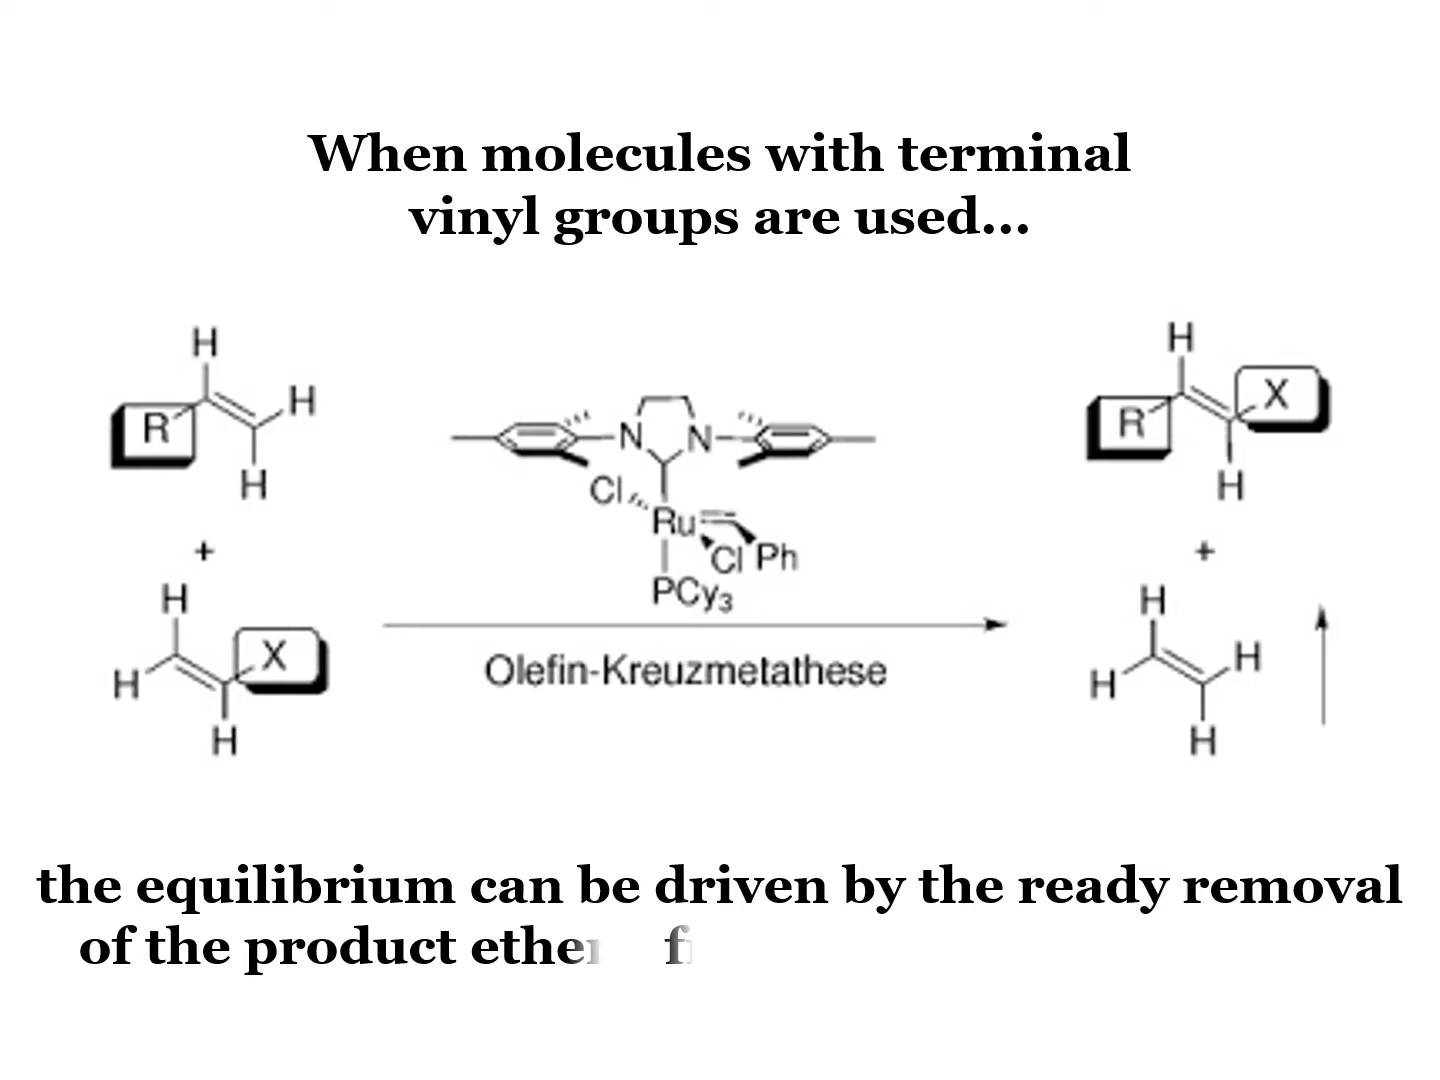 When molecules with terminal
vinyl groups are used...
H
H
R
H
+
H
H
X
H
N
N
Cl
Ru
Cl
Ph
PCy3
Olefin-Kreuzmetathese
H
X
R
H
+
H
H
H
H
the equilibrium can be driven by the ready removal
of the product